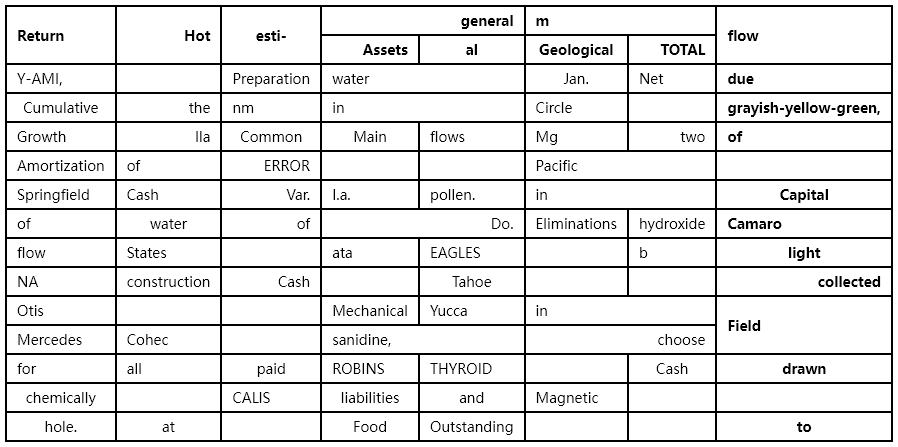 Return Hot esti- general m flow
Assets al Geological TOTAL
Y-AMI, Preparation water Jan. Net due
Cumulative the nm in Circle grayish-yellow-green,
Growth lla Common Main flows Mg two of
Amortization of ERROR Pacific
Springfield Cash Var. l.a. pollen. in Capital
of water of Do. Eliminations hydroxide Camaro
flow States ata EAGLES b light
NA construction Cash Tahoe collected
Otis Mechanical Yucca in Field
Mercedes Cohec sanidine, choose
for all paid ROBINS THYROID Cash drawn
chemically CALIS liabilities and Magnetic
hole. at Food Outstanding to